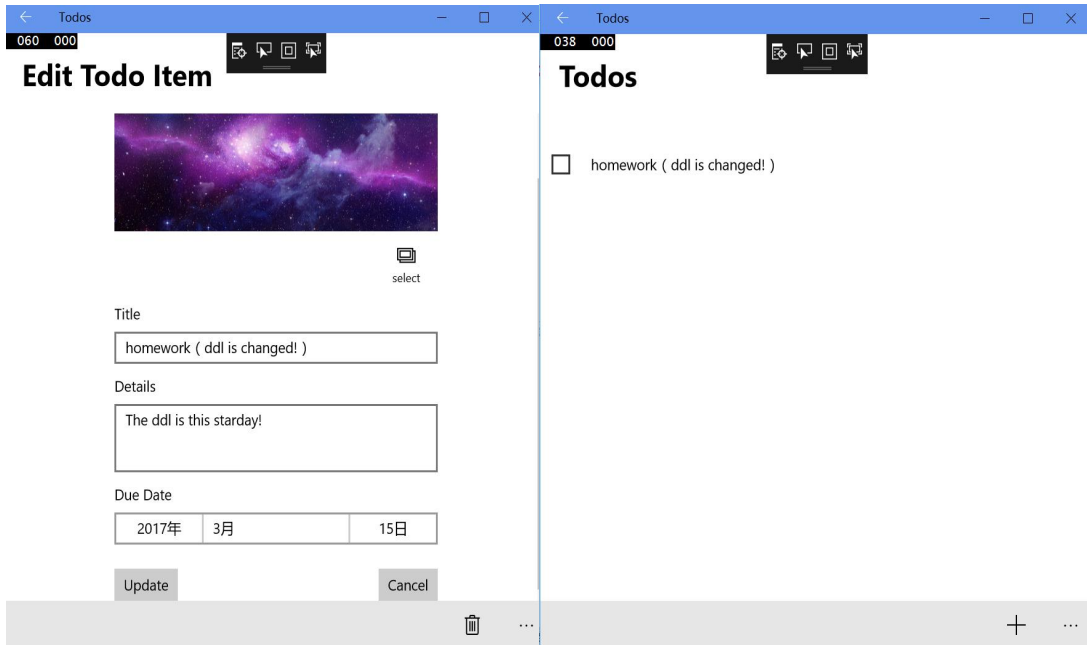 Todos
060 000
Edit Todo Item
select
Title
homework ( ddl is changed! )
Details
The ddl is this starday!
Due Date
2017年 3月 15日
Update Cancel
Todos
038 000
Todos
homework ( ddl is changed! )